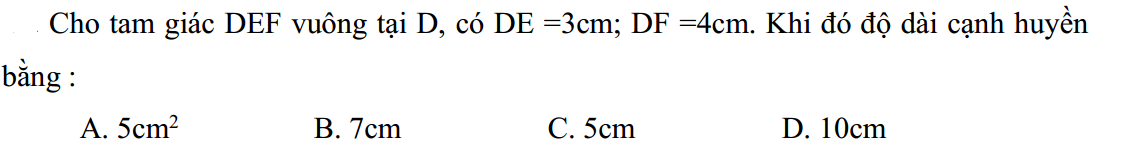 Cho tam giác DEF vuông tại D, có DE =3cm; DF =4cm. Khi đó độ dài cạnh huyền
bằng :
A. 5cm² B. 7cm C. 5cm D. 10cm